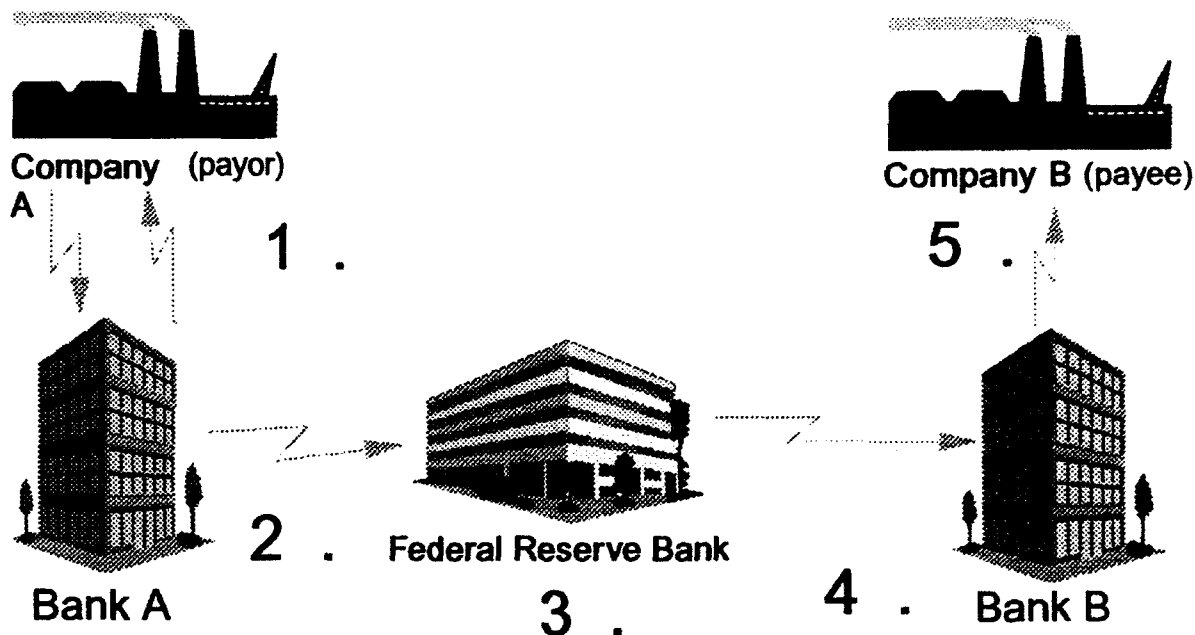 Company (payor)
A
Company B (payee)
1 .
5 .
2 .
Federal Reserve Bank
Bank A
3 .
4 .
Bank B